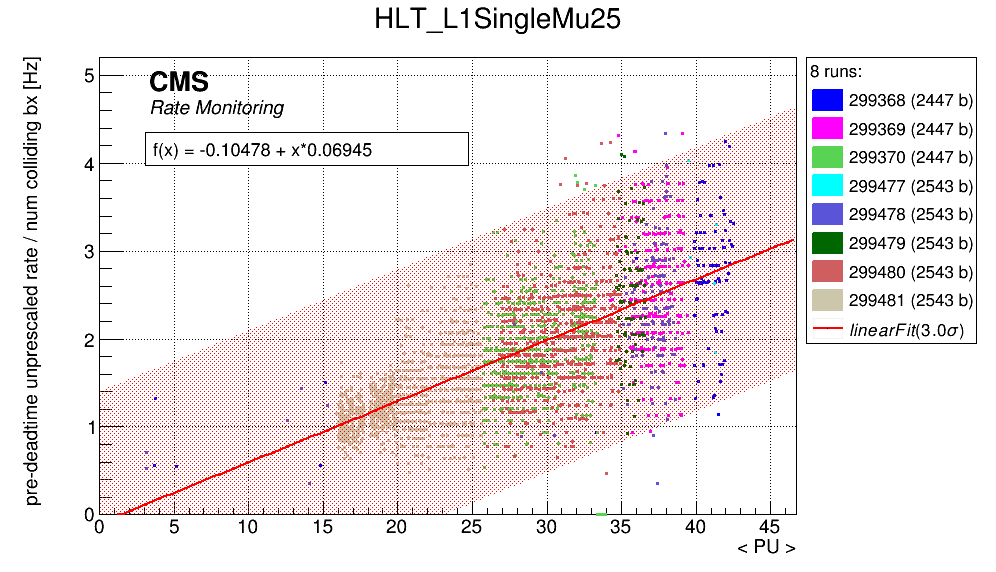 HLT_L1SingleMu25
pre-deadtime unprescaled rate / num colliding bx [Hz]
CMS
Rate Monitoring
f(x) = -0.10478 + x*0.06945
5
4
3
2
1
0
0 5 10 15 20 25 30 35 40 45
< PU >
8 runs:
299368 (2447 b)
299369 (2447 b)
299370 (2447 b)
299477 (2543 b)
299478 (2543 b)
299479 (2543 b)
299480 (2543 b)
299481 (2543 b)
linearFit(3.0σ)